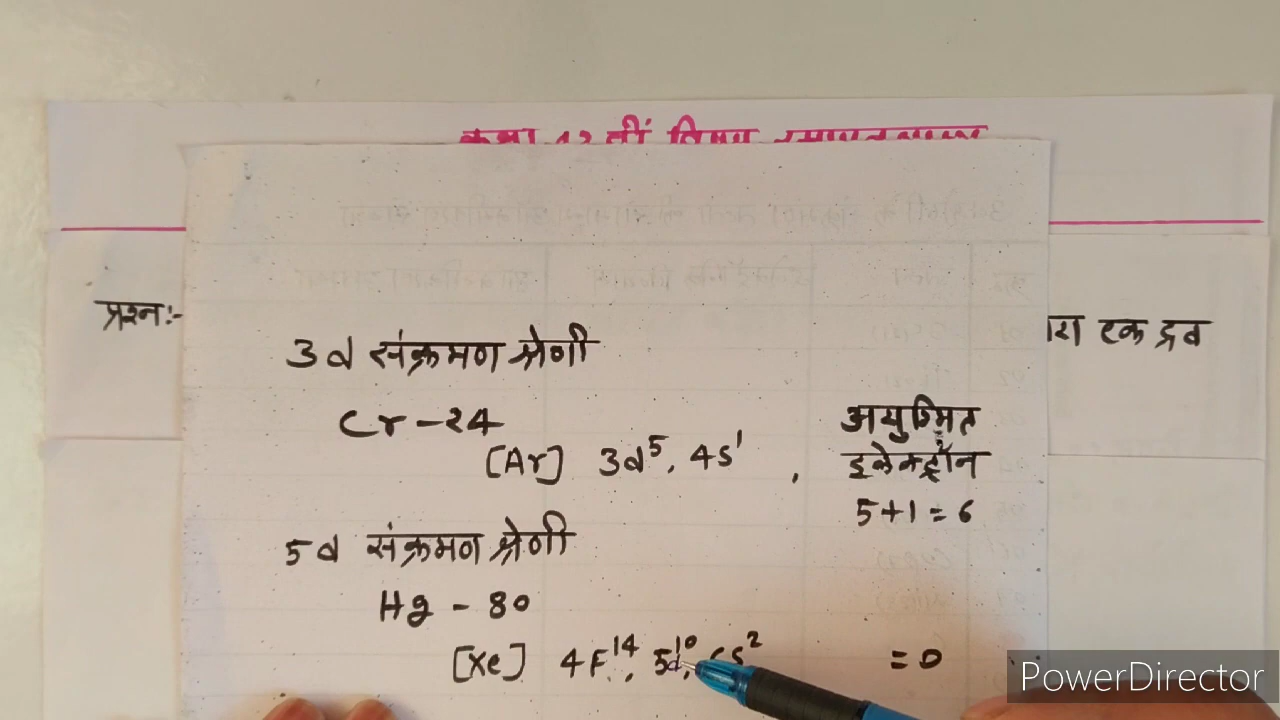 प्रश्न:-
रा एक द्रव
3d संक्रमण श्रेणी
Cr - 24
[Ar] 3d⁵, 4s¹ ,
अयुग्मित
इलेक्ट्रॉन
5+1=6
5d संक्रमण श्रेणी
Hg - 80
[Xe] 4F¹⁴, 5d¹⁰, 6s² = 0
PowerDirector